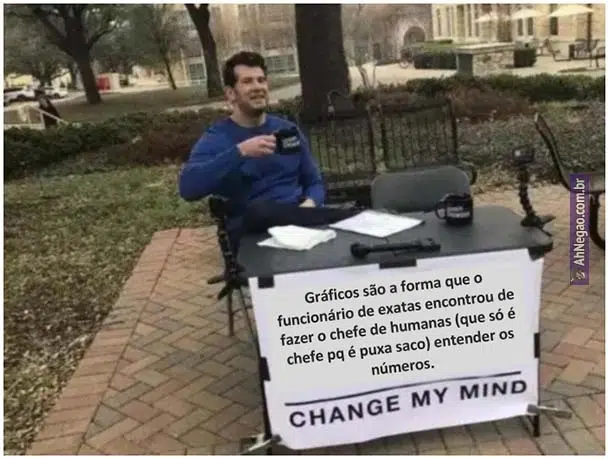 Gráficos são a forma que o
funcionário de exatas encontrou de
fazer o chefe de humanas (que só é
chefe pq é puxa saco) entender os
números.
CHANGE MY MIND
AhNegao.com.br